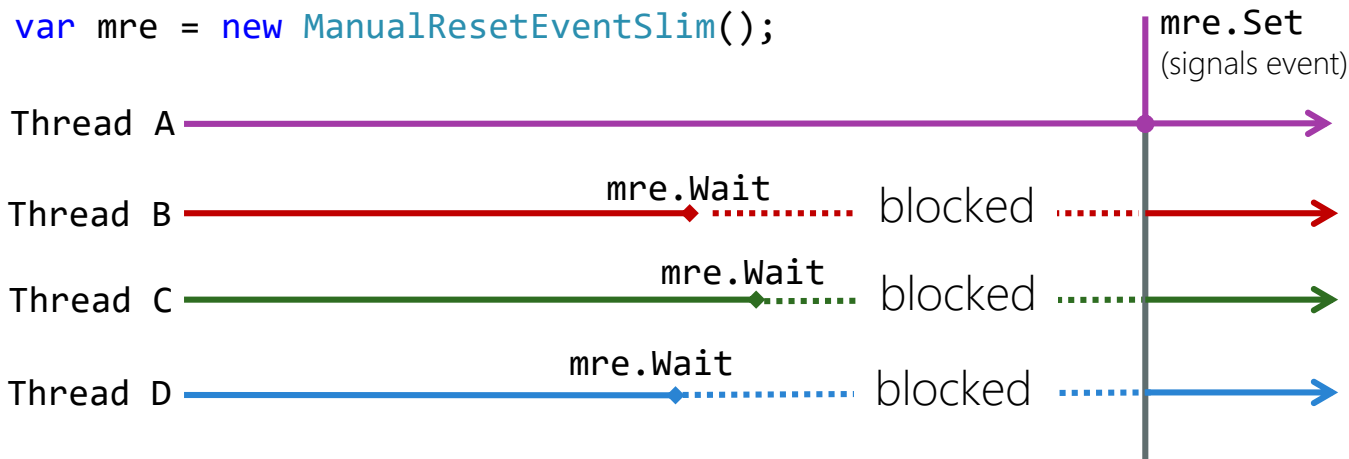 var mre = new ManualResetEventSlim();
mre.Set
(signals event)
Thread A
mre.Wait
Thread B
blocked
mre.Wait
Thread C
blocked
mre.Wait
Thread D
blocked